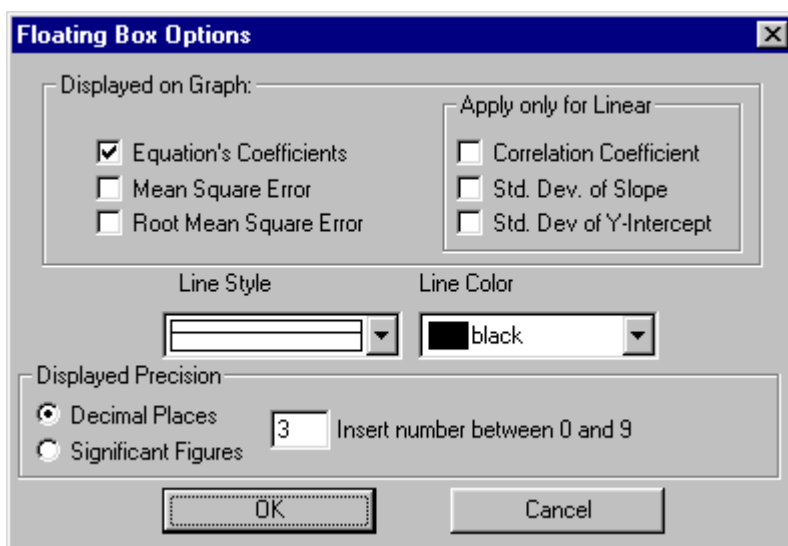 Floating Box Options
Displayed on Graph:
Equation's Coefficients
Mean Square Error
Root Mean Square Error
Apply only for Linear
Correlation Coefficient
Std. Dev. of Slope
Std. Dev of Y-Intercept
Line Style
Line Color
black
Displayed Precision
Decimal Places
Significant Figures
3 Insert number between 0 and 9
OK
Cancel